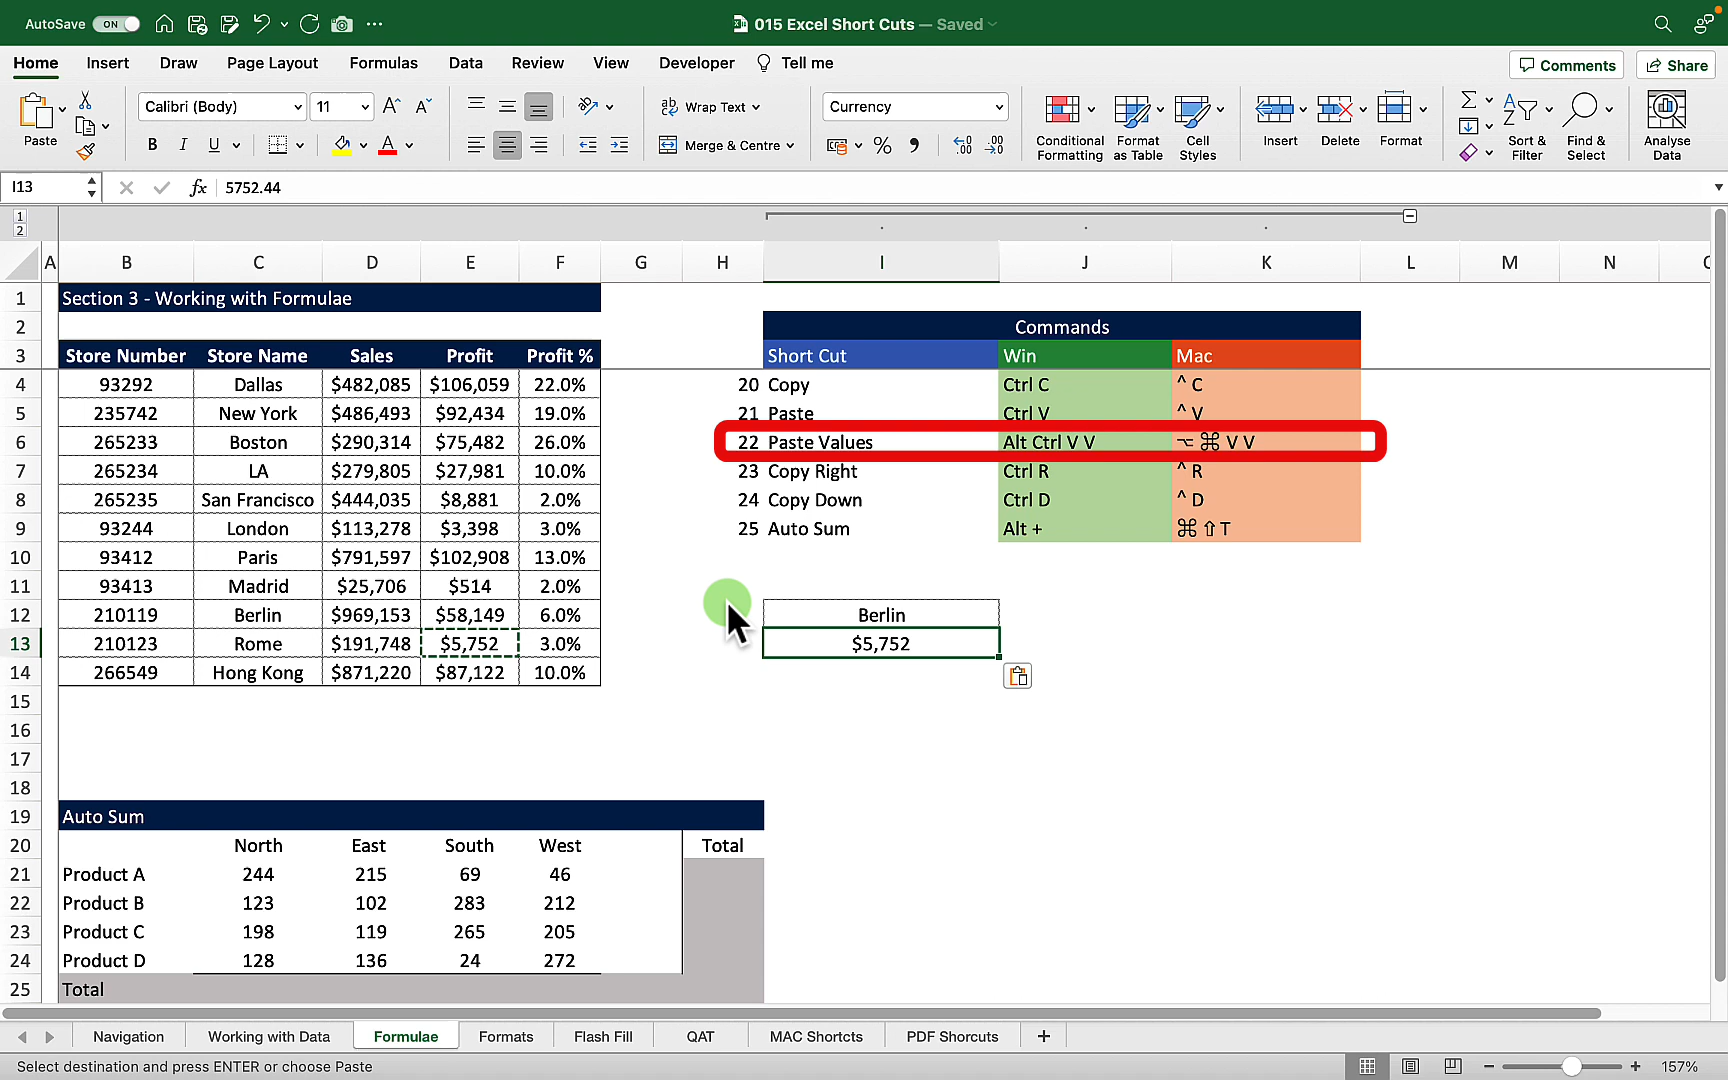 AutoSave ON 015 Excel Short Cuts — Saved
Home Insert Draw Page Layout Formulas Data Review View Developer Tell me Comments Share
Paste Calibri (Body) 11 A^ A˅ ab Wrap Text Currency Conditional Formatting Format as Table Cell Styles Insert Delete Format Sort & Filter Find & Select Analyse Data
B I U A Merge & Centre % , .00
I13 fx 5752.44
1
2
A B C D E F G H I J K L M N
1 Section 3 - Working with Formulae
2 Commands
3 Store Number Store Name Sales Profit Profit % Short Cut Win Mac
4 93292 Dallas $482,085 $106,059 22.0% 20 Copy Ctrl C ^ C
5 235742 New York $486,493 $92,434 19.0% 21 Paste Ctrl V ^ V
6 265233 Boston $290,314 $75,482 26.0% 22 Paste Values Alt Ctrl V V ⌥ ⌘ V V
7 265234 LA $279,805 $27,981 10.0% 23 Copy Right Ctrl R ^ R
8 265235 San Francisco $444,035 $8,881 2.0% 24 Copy Down Ctrl D ^ D
9 93244 London $113,278 $3,398 3.0% 25 Auto Sum Alt + ⌘ ⇧ T
10 93412 Paris $791,597 $102,908 13.0%
11 93413 Madrid $25,706 $514 2.0%
12 210119 Berlin $969,153 $58,149 6.0% Berlin
13 210123 Rome $191,748 $5,752 3.0% $5,752
14 266549 Hong Kong $871,220 $87,122 10.0%
15
16
17
18
19 Auto Sum
20 North East South West Total
21 Product A 244 215 69 46
22 Product B 123 102 283 212
23 Product C 198 119 265 205
24 Product D 128 136 24 272
25 Total
Navigation Working with Data Formulae Formats Flash Fill QAT MAC Shortcts PDF Shorcuts +
Select destination and press ENTER or choose Paste 157%